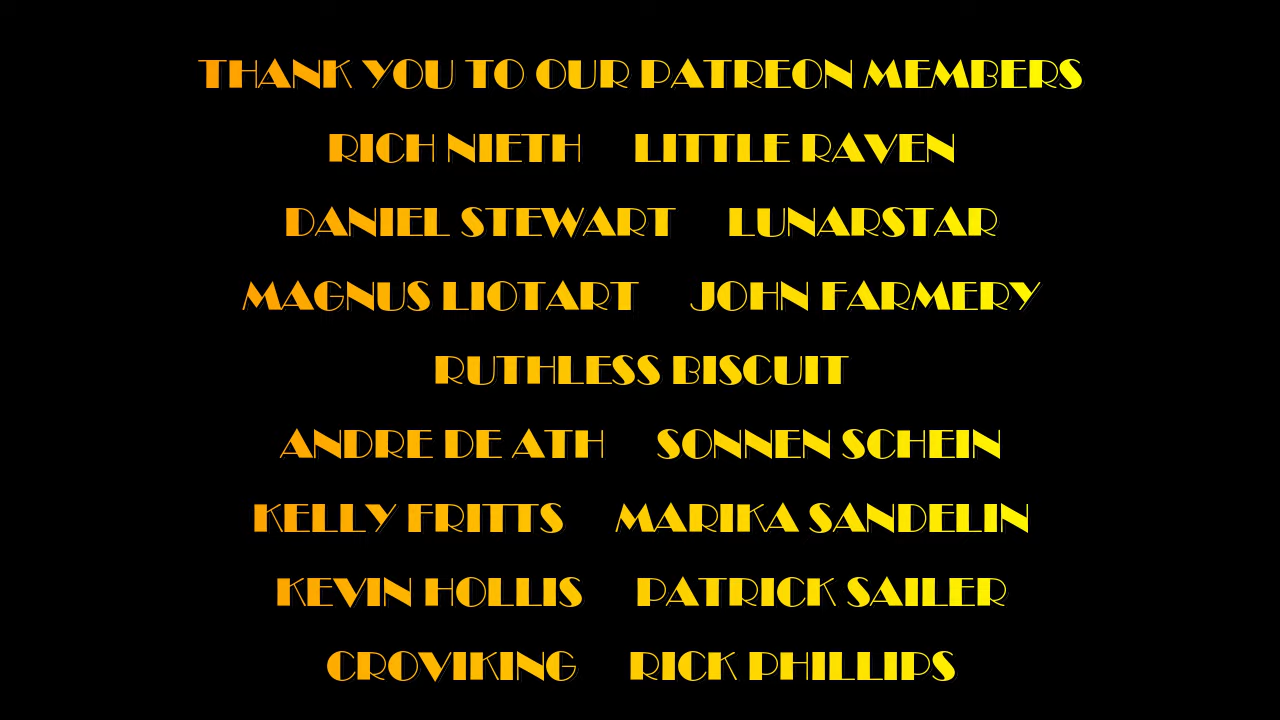 THANK YOU TO OUR PATREON MEMBERS
RICH NIETH LITTLE RAVEN
DANIEL STEWART LUNARSTAR
MAGNUS LIOTART JOHN FARMERY
RUTHLESS BISCUIT
ANDRE DE ATH SONNEN SCHEIN
KELLY FRITTS MARIKA SANDELIN
KEVIN HOLLIS PATRICK SAILER
CROVIKING RICK PHILLIPS